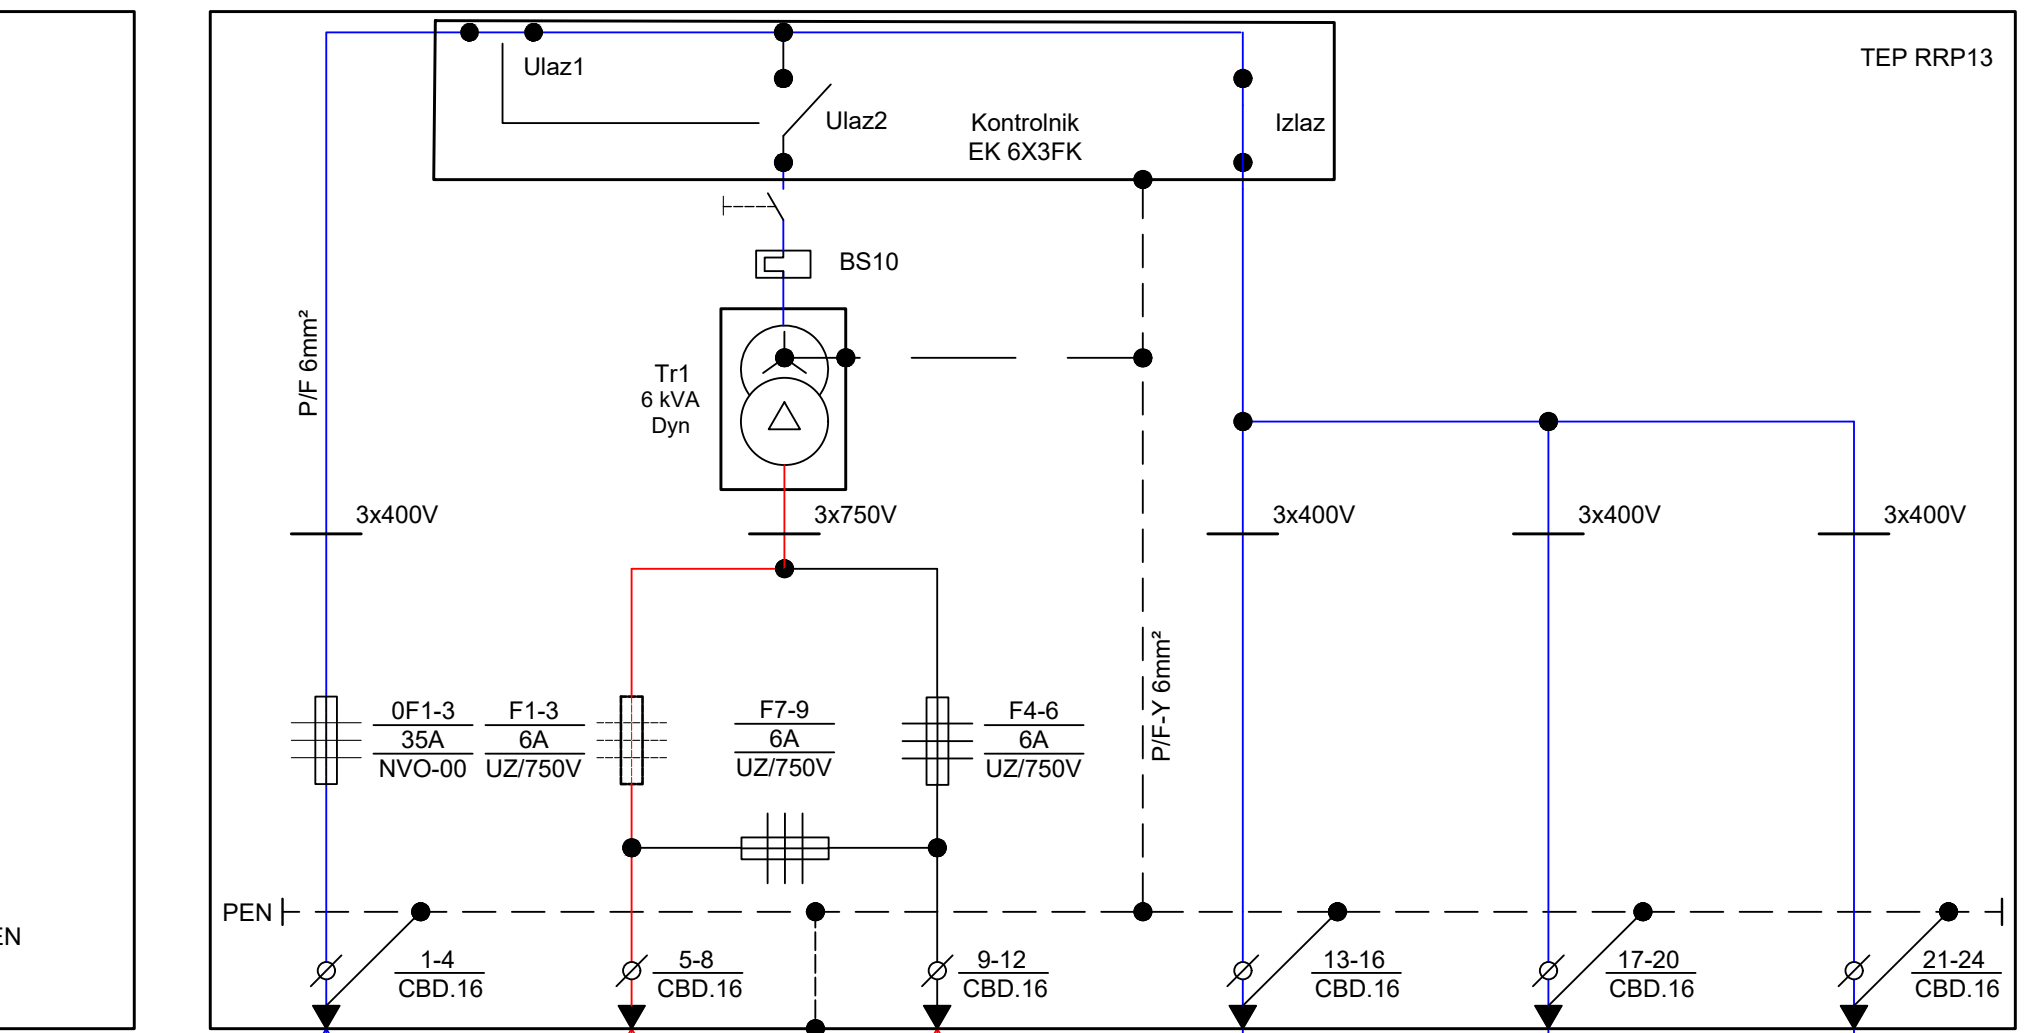 TEP RRP13
Ulaz1
Ulaz2
Kontrolnik
EK 6X3FK
Izlaz
BS10
P/F 6mm²
Tr1
6 kVA
Dyn
3x400V
3x750V
3x400V
3x400V
3x400V
P/F-Y 6mm²
0F1-3
35A
NVO-00
F1-3
6A
UZ/750V
F7-9
6A
UZ/750V
F4-6
6A
UZ/750V
PEN
EN
1-4
CBD.16
5-8
CBD.16
9-12
CBD.16
13-16
CBD.16
17-20
CBD.16
21-24
CBD.16